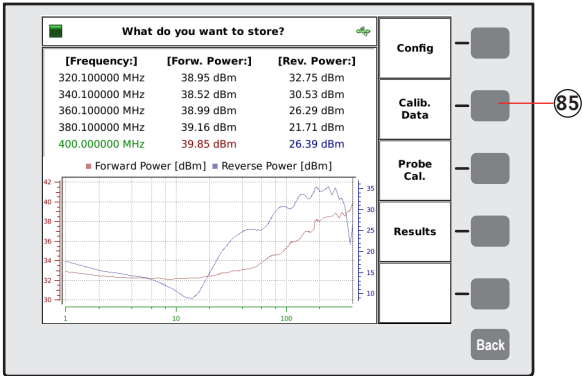 What do you want to store?
[Frequency:] [Forw. Power:] [Rev. Power:]
320.100000 MHz 38.95 dBm 32.75 dBm
340.100000 MHz 38.52 dBm 30.53 dBm
360.100000 MHz 38.99 dBm 26.29 dBm
380.100000 MHz 39.16 dBm 21.71 dBm
400.000000 MHz 39.85 dBm 26.39 dBm
Forward Power [dBm] Reverse Power [dBm]
42
40
38
36
34
32
30
35
30
25
20
15
10
1 10 100
Config
Calib.
Data
Probe
Cal.
Results
Back
85